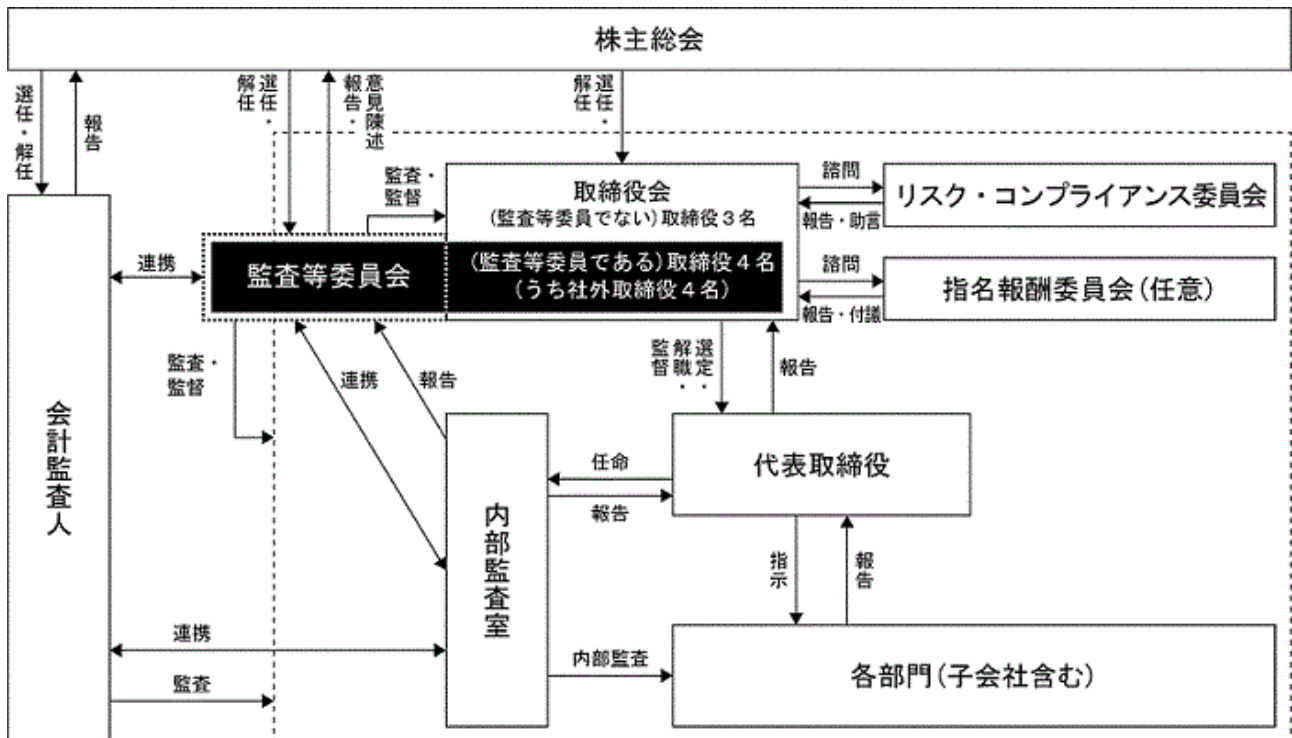 株主総会
選任・解任
報告
選任・
解任
意見陳述
報告・
選任・
解任
監査・
監督
取締役会
(監査等委員でない)取締役3名
諮問
報告・助言
リスク・コンプライアンス委員会
連携
監査等委員会
(監査等委員である)取締役4名
(うち社外取締役4名)
諮問
報告・付議
指名報酬委員会(任意)
監査・
監督
連携
報告
選定・
解職・
監督
報告
会計監査人
内部監査室
任命
報告
代表取締役
指示
報告
連携
内部監査
各部門(子会社含む)
監査